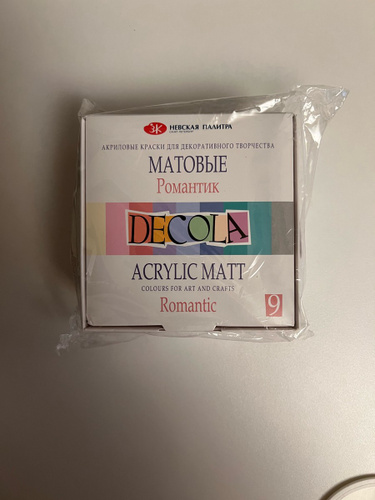 ЗК НЕВСКАЯ ПАЛИТРА
АКРИЛОВЫЕ КРАСКИ ДЛЯ ДЕКОРАТИВНОГО ТВОРЧЕСТВА
МАТОВЫЕ
Романтик
DECOLA
ACRYLIC MATT
COLOURS FOR ART AND CRAFTS
Romantic
9